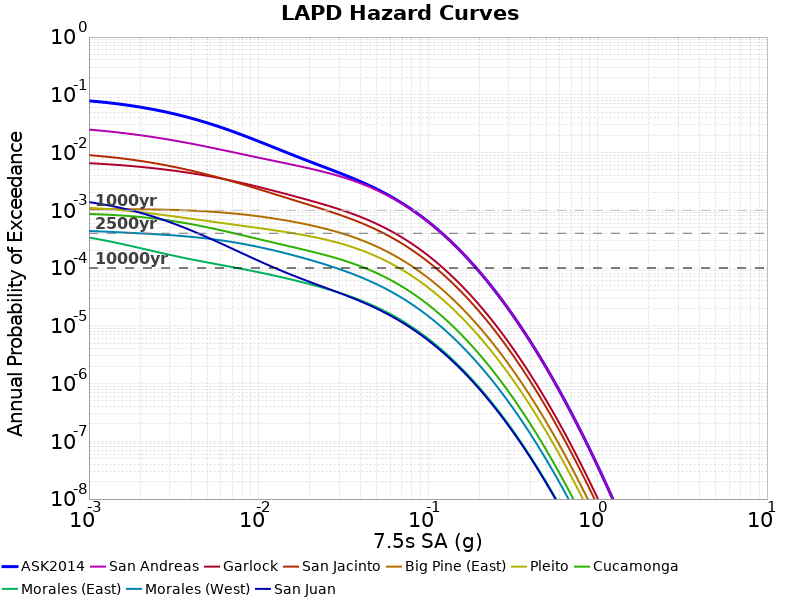 LAPD Hazard Curves
Annual Probability of Exceedance
10^0
10^-1
10^-2
10^-3
10^-4
10^-5
10^-6
10^-7
10^-8
1000yr
2500yr
10000yr
10^-3 10^-2 10^-1 10^0 10^1
7.5s SA (g)
ASK2014 San Andreas Garlock San Jacinto Big Pine (East) Pleito Cucamonga
Morales (East) Morales (West) San Juan